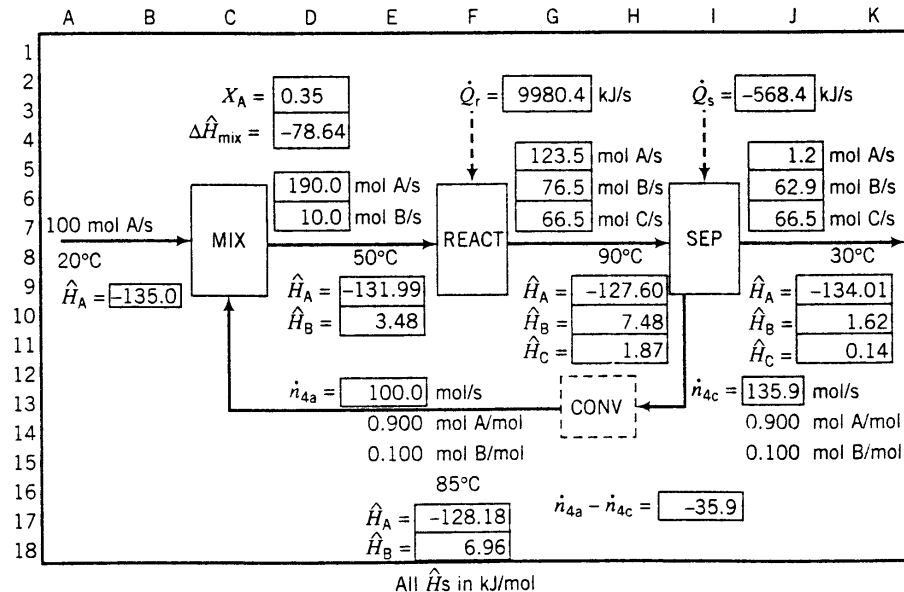 A B C D E F G H I J K
1
2
3 X_A = 0.35 Q̇_r = 9980.4 kJ/s Q̇_s = -568.4 kJ/s
4 ΔĤ_mix = -78.64
5 123.5 mol A/s 1.2 mol A/s
6 190.0 mol A/s 76.5 mol B/s 62.9 mol B/s
7 100 mol A/s 10.0 mol B/s 66.5 mol C/s 66.5 mol C/s
MIX REACT SEP
8 20°C 50°C 90°C 30°C
9 Ĥ_A = -135.0 Ĥ_A = -131.99 Ĥ_A = -127.60 Ĥ_A = -134.01
10 Ĥ_B = 3.48 Ĥ_B = 7.48 Ĥ_B = 1.62
11 Ĥ_C = 1.87 Ĥ_C = 0.14
12
13 ṅ_4a = 100.0 mol/s CONV ṅ_4c = 135.9 mol/s
14 0.900 mol A/mol 0.900 mol A/mol
15 0.100 mol B/mol 0.100 mol B/mol
16 85°C
17 Ĥ_A = -128.18 ṅ_4a – ṅ_4c = -35.9
18 Ĥ_B = 6.96
All Ĥs in kJ/mol